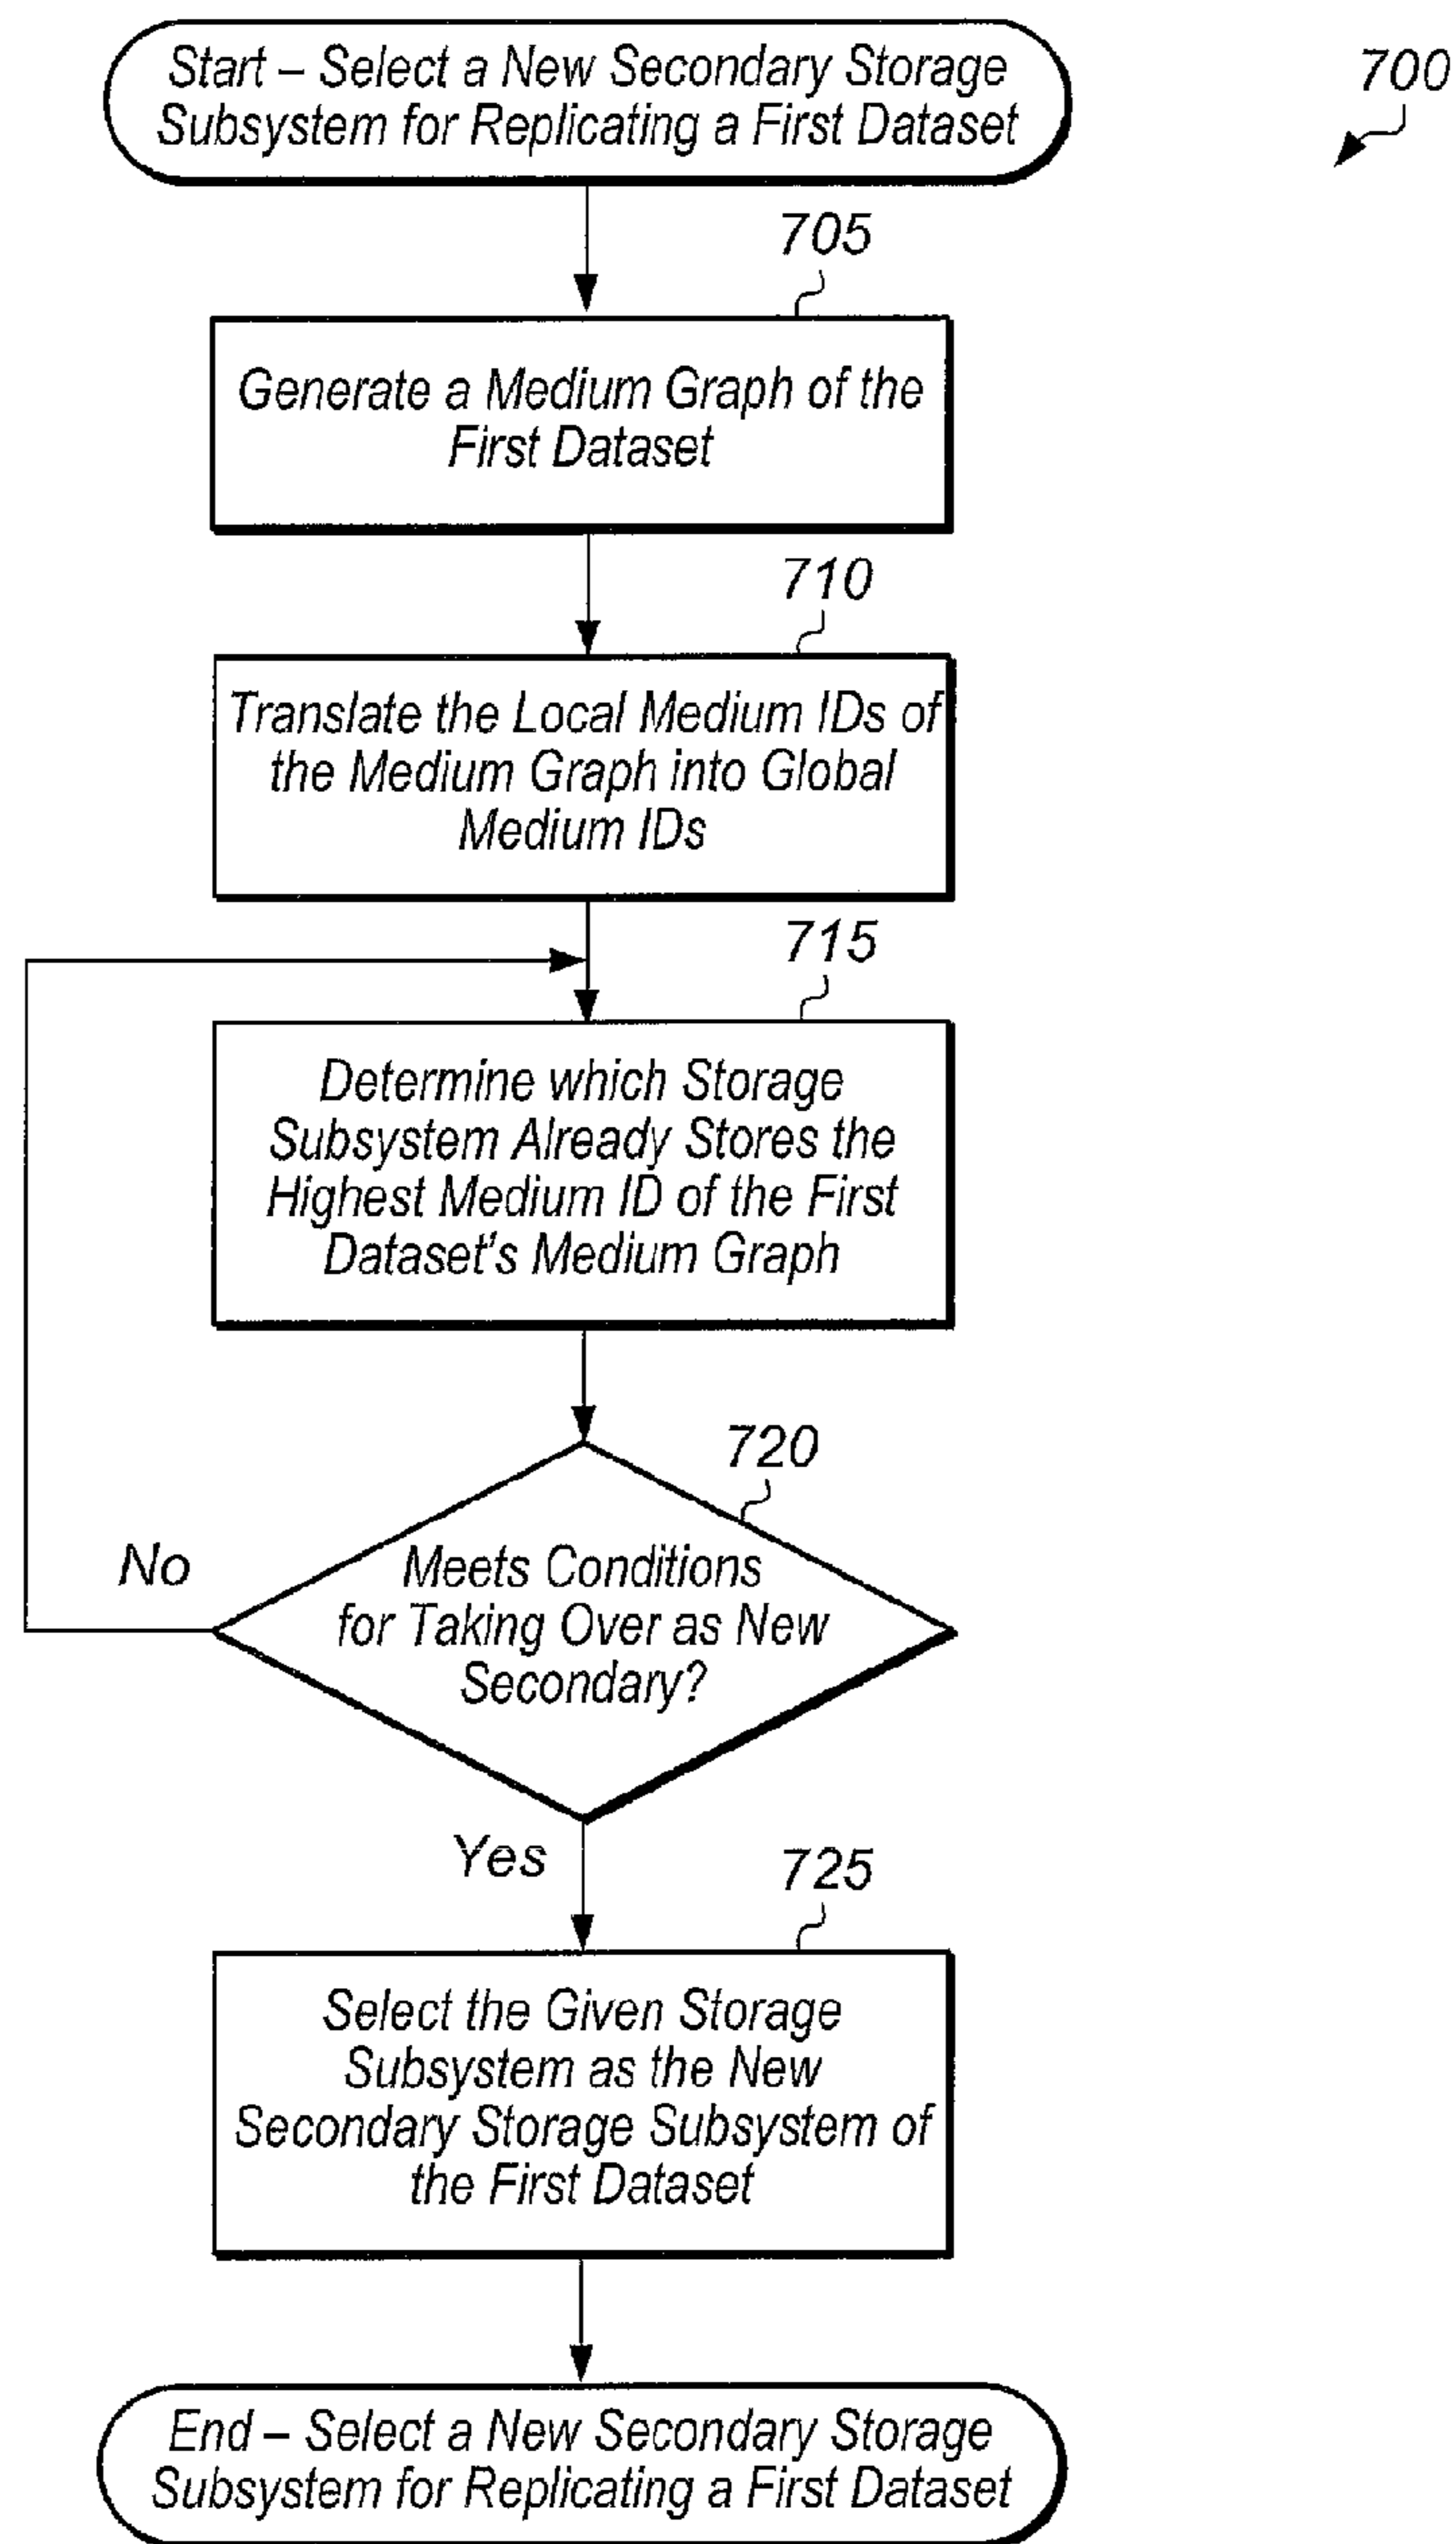 Start – Select a New Secondary Storage
Subsystem for Replicating a First Dataset
700
705
Generate a Medium Graph of the
First Dataset
710
Translate the Local Medium IDs of
the Medium Graph into Global
Medium IDs
715
Determine which Storage
Subsystem Already Stores the
Highest Medium ID of the First
Dataset's Medium Graph
720
Meets Conditions
for Taking Over as New
Secondary?
No
Yes
725
Select the Given Storage
Subsystem as the New
Secondary Storage Subsystem of
the First Dataset
End – Select a New Secondary Storage
Subsystem for Replicating a First Dataset